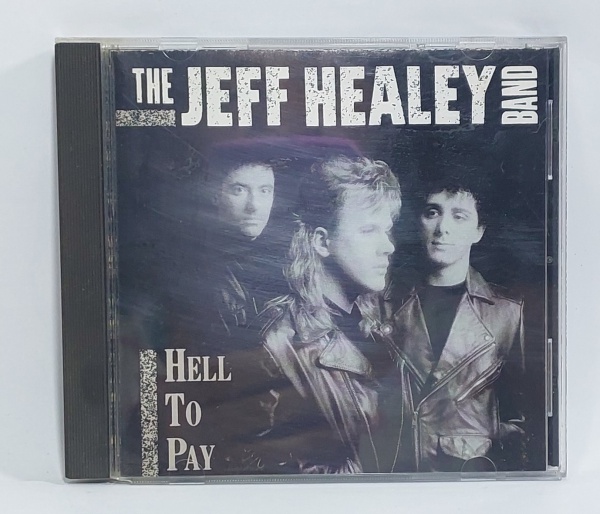 THE JEFF HEALEY BAND
HELL
TO
PAY